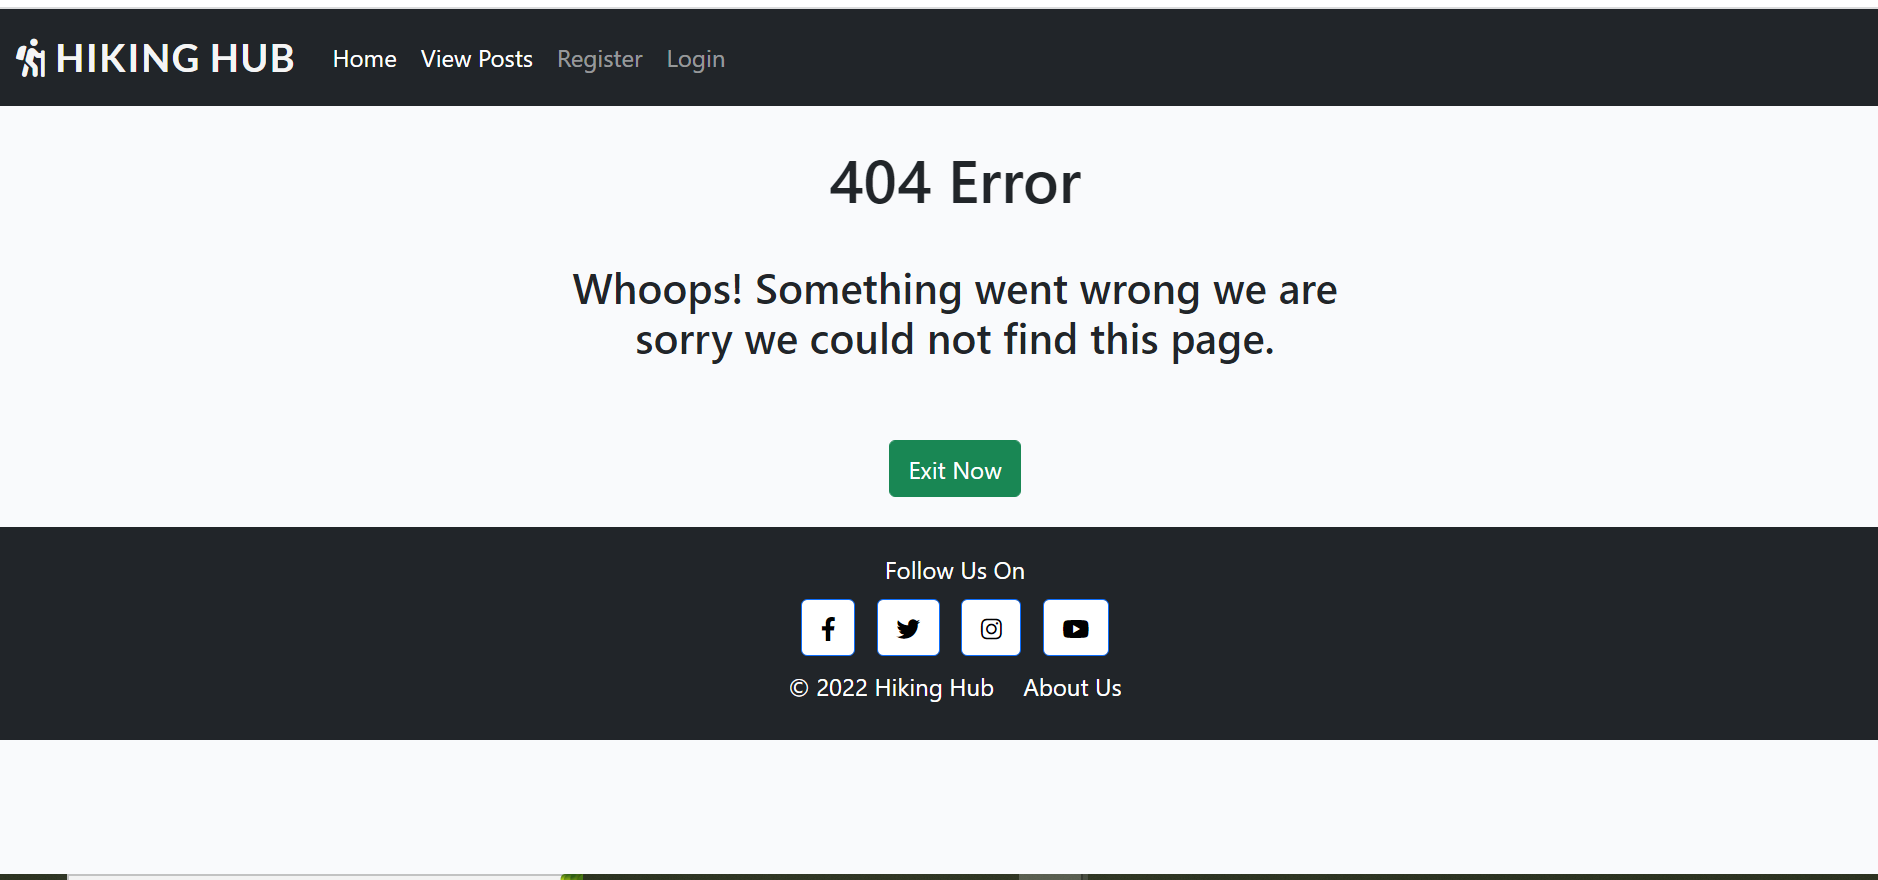 HIKING HUB Home View Posts Register Login
404 Error
Whoops! Something went wrong we are
sorry we could not find this page.
Exit Now
Follow Us On
© 2022 Hiking Hub About Us